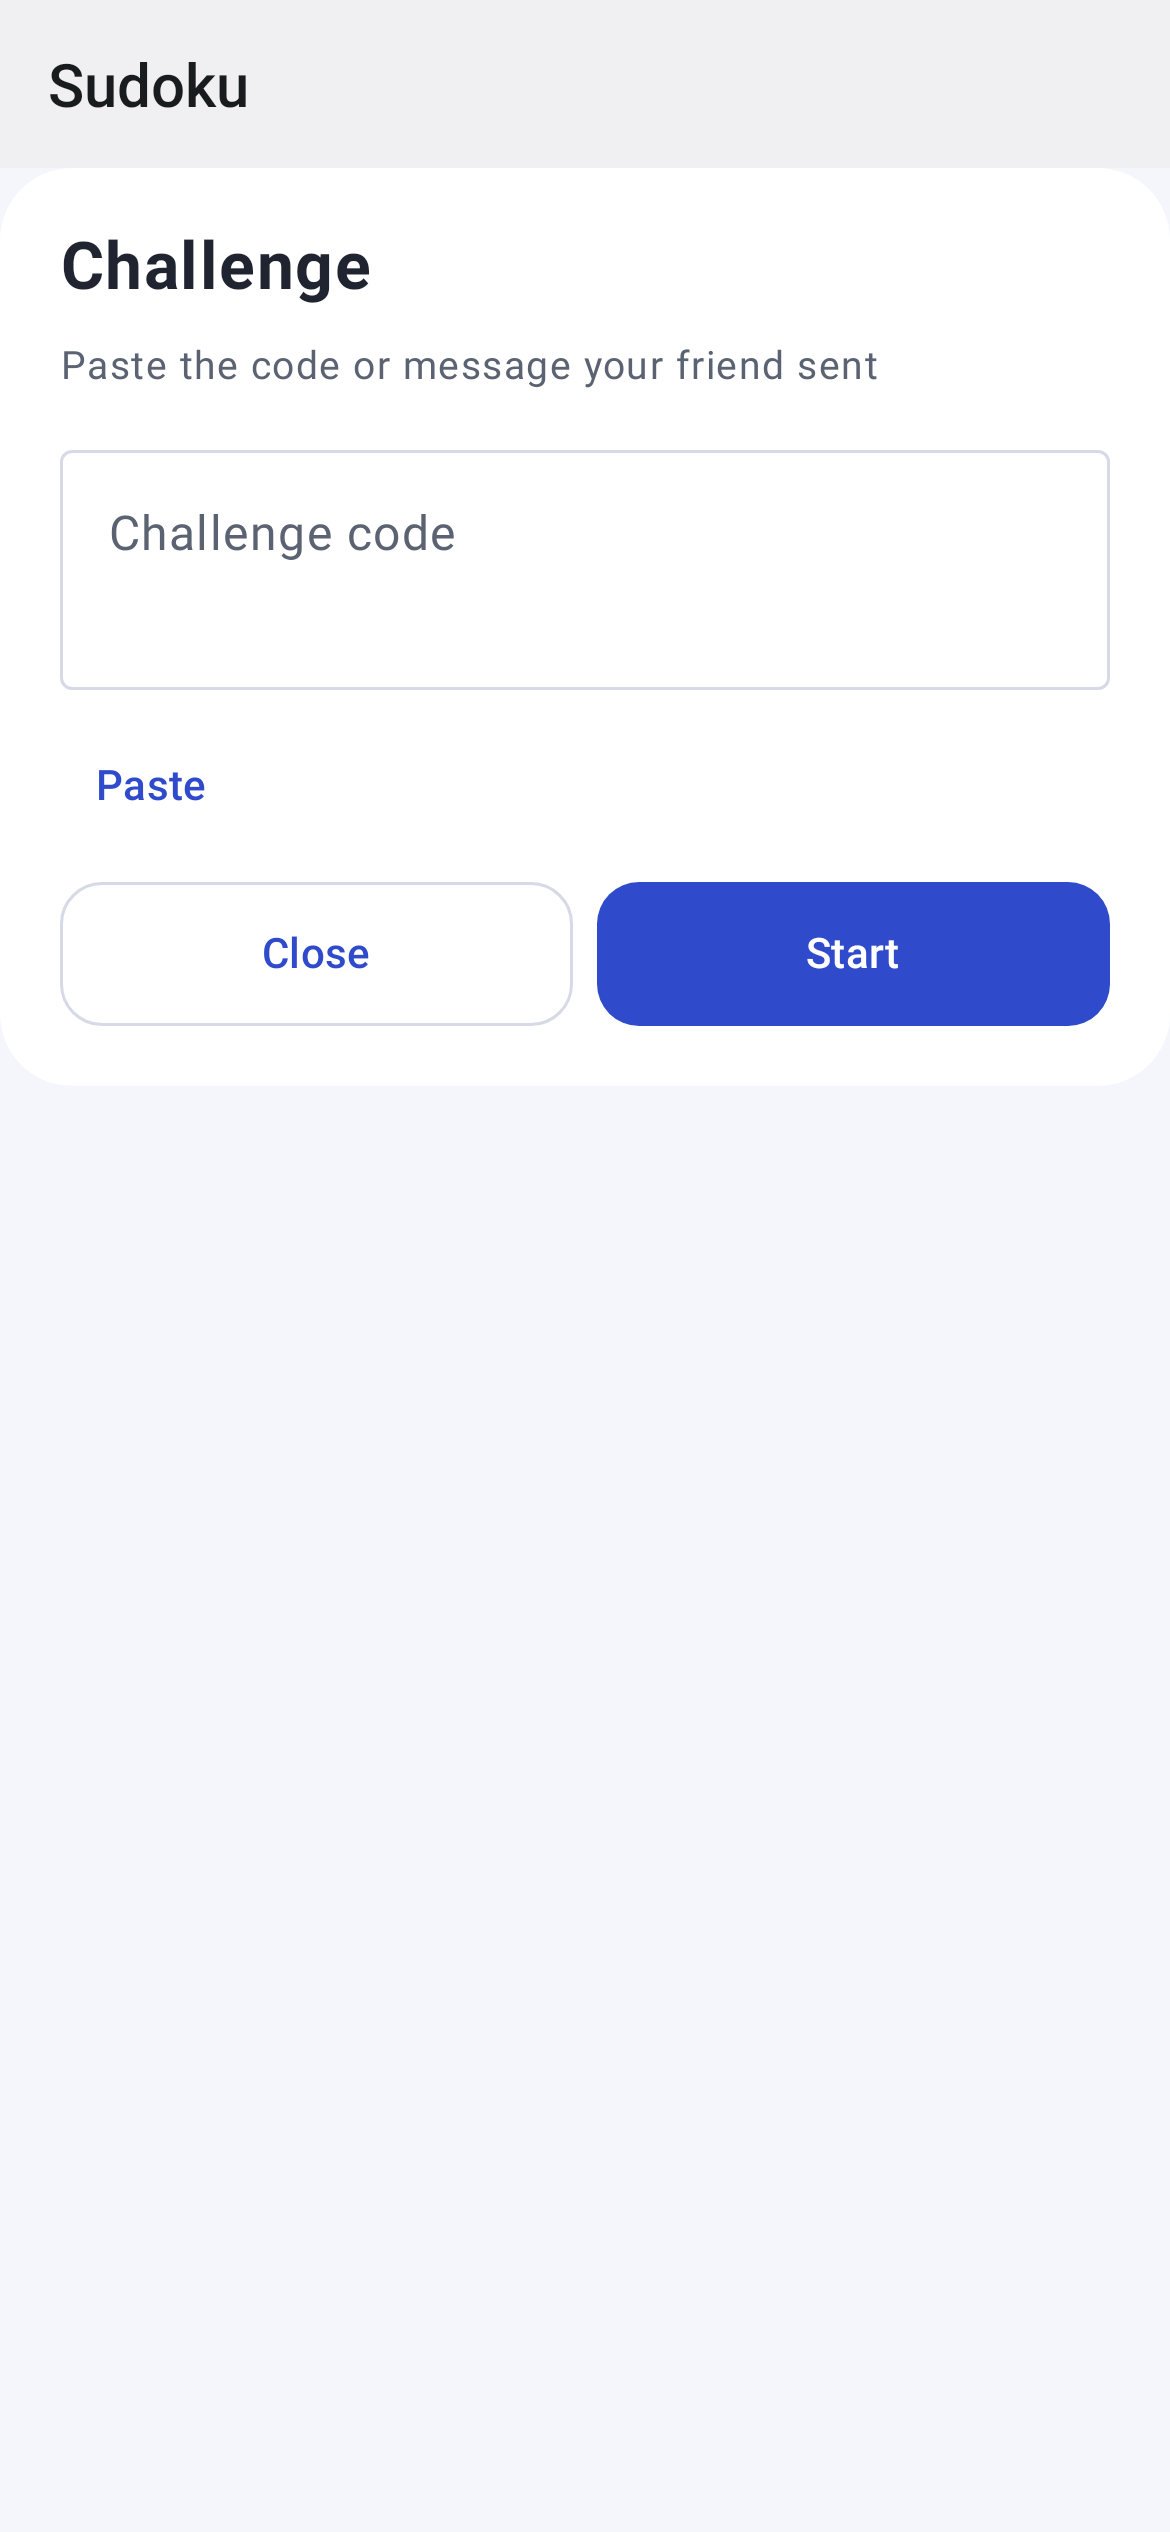 Sudoku
Challenge
Paste the code or message your friend sent
Challenge code
Paste
Close
Start